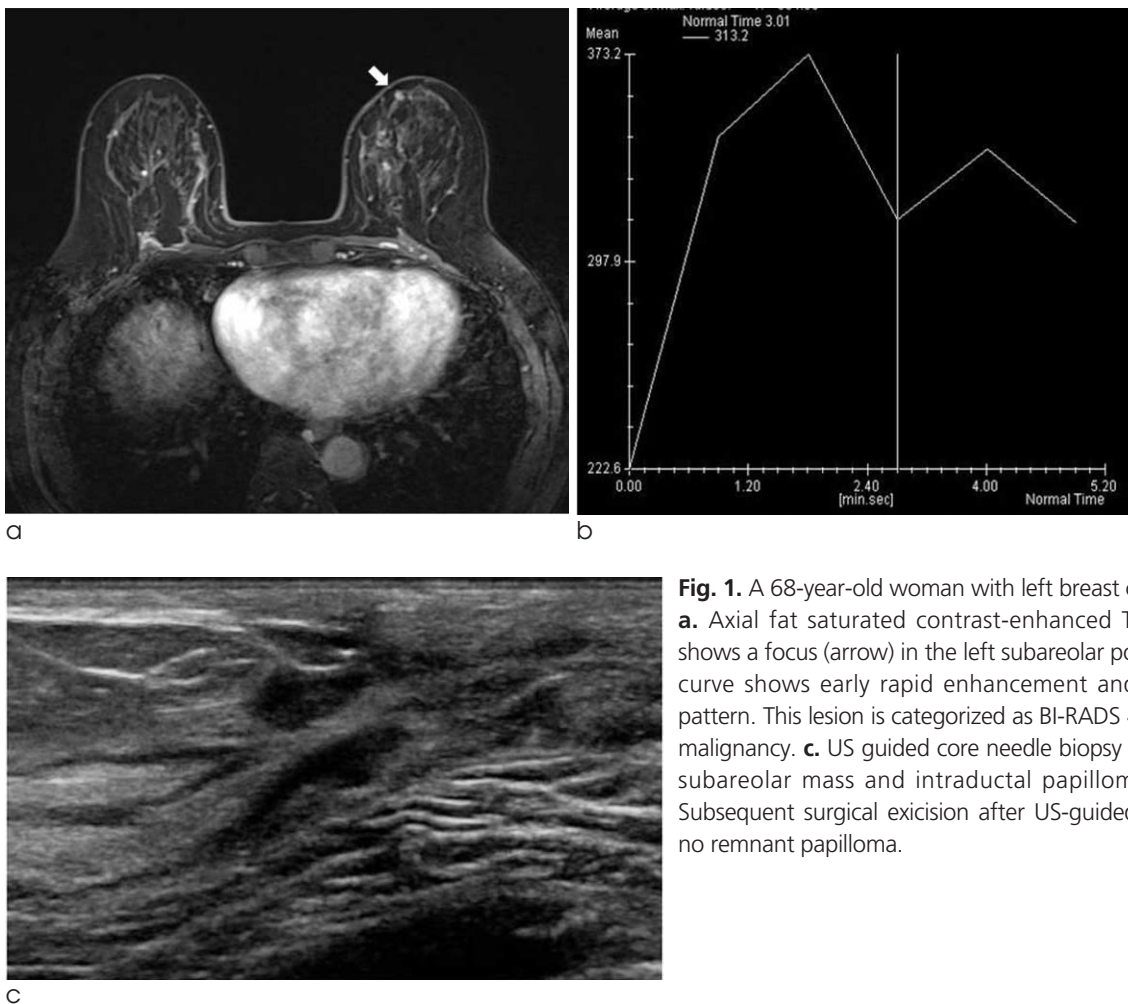 Normal Time 3.01
Mean
313.2
373.2
297.9
222.6
0.00 1.20 2.40 4.00 5.20
[min.sec]
Normal Time
a
b
Fig. 1. A 68-year-old woman with left breast
a. Axial fat saturated contrast-enhanced
shows a focus (arrow) in the left subareolar
curve shows early rapid enhancement and
pattern. This lesion is categorized as BI-RADS
malignancy. c. US guided core needle biopsy
subareolar mass and intraductal
Subsequent surgical exicision after US-guided
no remnant papilloma.
c